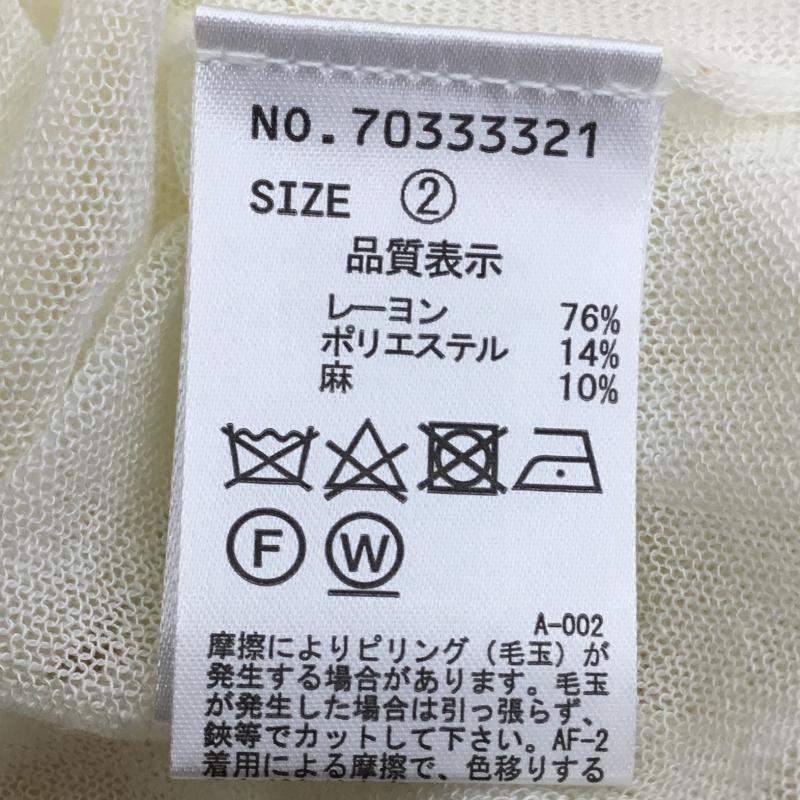 NO.70333321
SIZE ②
品質表示
レーヨン 76%
ポリエステル 14%
麻 10%
F W
A-002
摩擦によりピリング(毛玉)が
発生する場合があります。毛玉
が発生した場合は引っ張らず、
鋏等でカットして下さい。AF-2
着用による摩擦で、色移りする